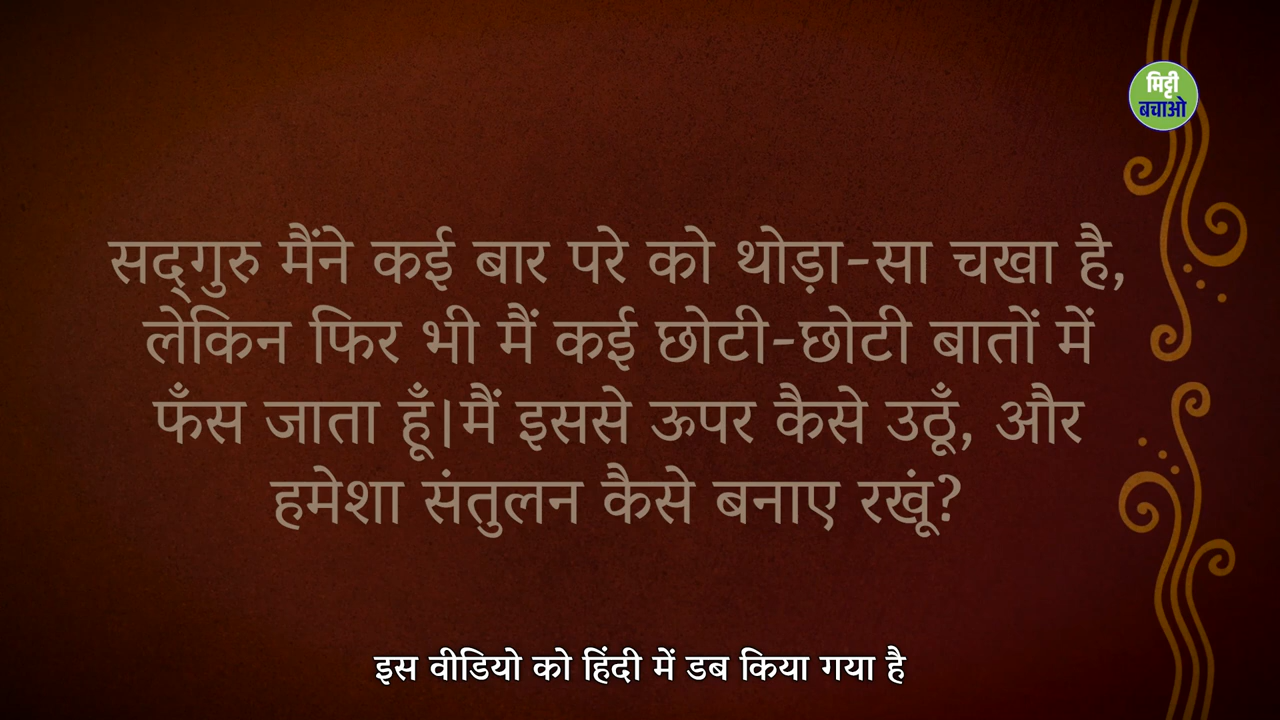 मिट्टी
बचाओ
सद्‌गुरु मैंने कई बार परे को थोड़ा-सा चखा है,
लेकिन फिर भी मैं कई छोटी-छोटी बातों में
फँस जाता हूँ|मैं इससे ऊपर कैसे उठूँ, और
हमेशा संतुलन कैसे बनाए रखूं?
इस वीडियो को हिंदी में डब किया गया है